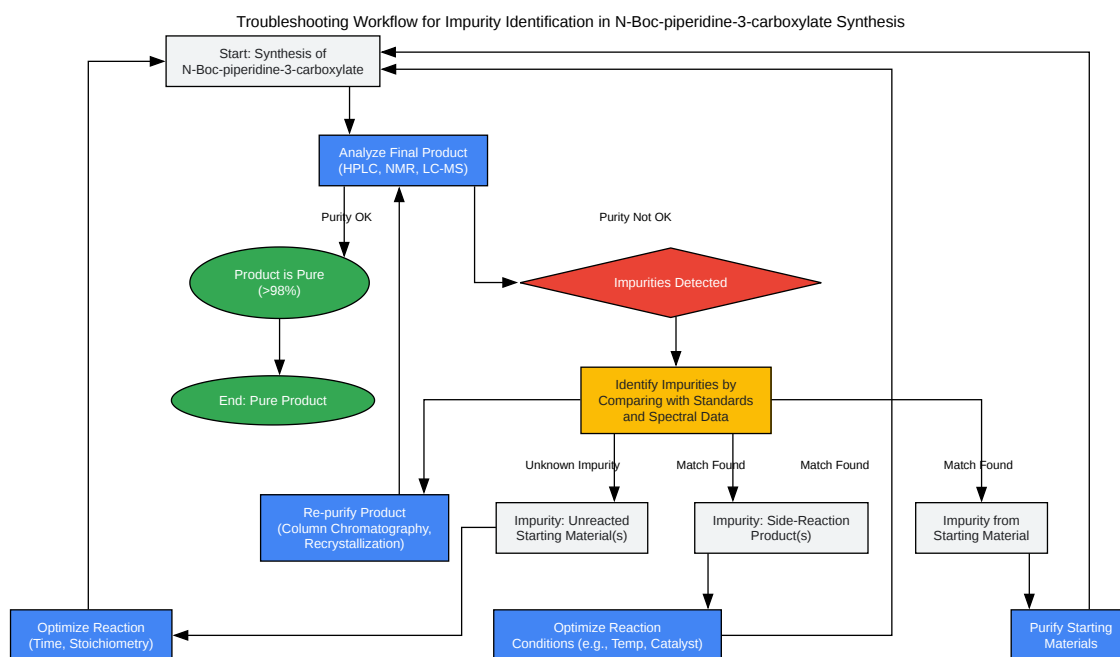 Troubleshooting Workflow for Impurity Identification in N-Boc-piperidine-3-carboxylate Synthesis
Start: Synthesis of
N-Boc-piperidine-3-carboxylate
Analyze Final Product
(HPLC, NMR, LC-MS)
Purity OK
Purity Not OK
Product is Pure
(>98%)
Impurities Detected
End: Pure Product
Identify Impurities by
Comparing with Standards
and Spectral Data
Unknown Impurity
Match Found
Match Found
Match Found
Re-purify Product
(Column Chromatography,
Recrystallization)
Impurity: Unreacted
Starting Material(s)
Impurity: Side-Reaction
Product(s)
Impurity from
Starting Material
Optimize Reaction
(Time, Stoichiometry)
Optimize Reaction
Conditions (e.g., Temp, Catalyst)
Purify Starting
Materials